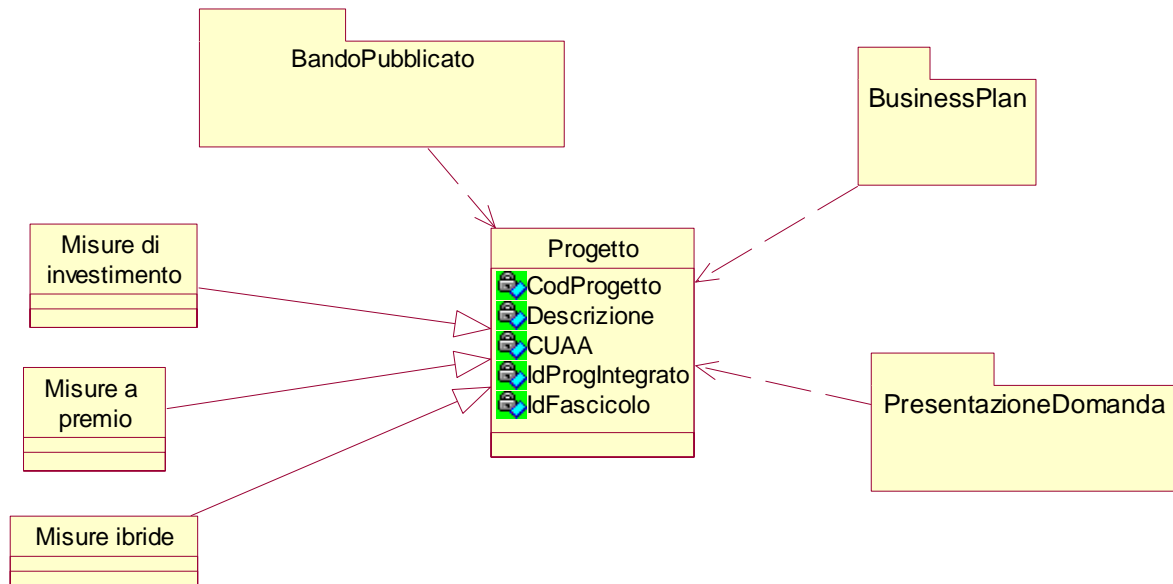 BandoPubblicato
BusinessPlan
Misure di
investimento
Progetto
CodProgetto
Descrizione
CUAA
IdProgIntegrato
IdFascicolo
Misure a
premio
PresentazioneDomanda
Misure ibride